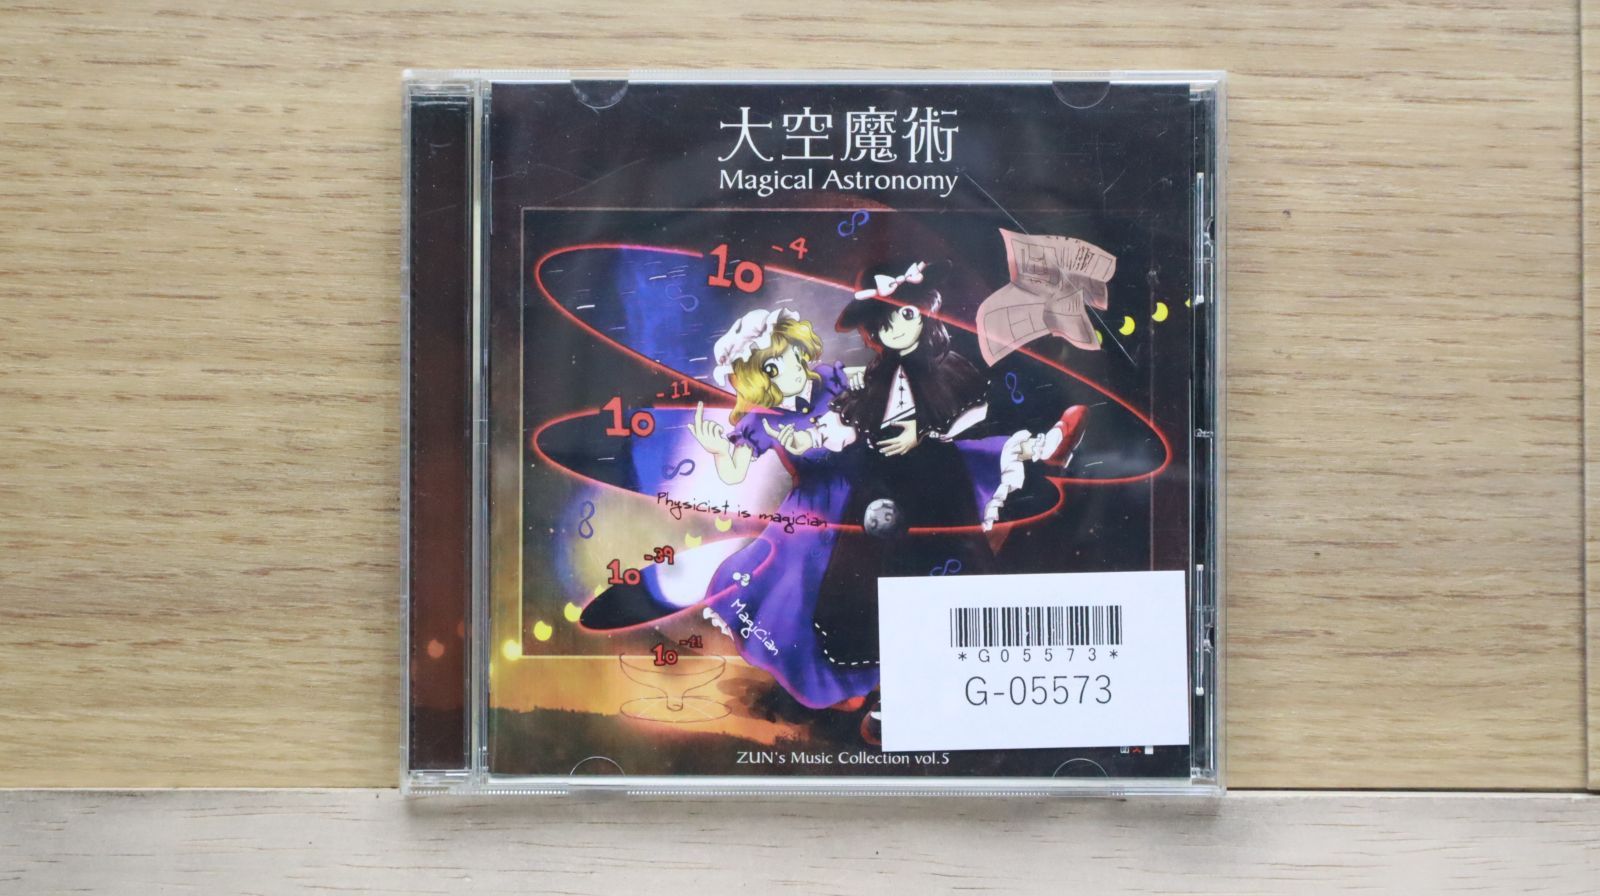 大空魔術
Magical Astronomy
10 -4
10 -11
Physicist is magician
10 -39
Magician
10 -41
*G05573*
G-05573
ZUN's Music Collection vol.5